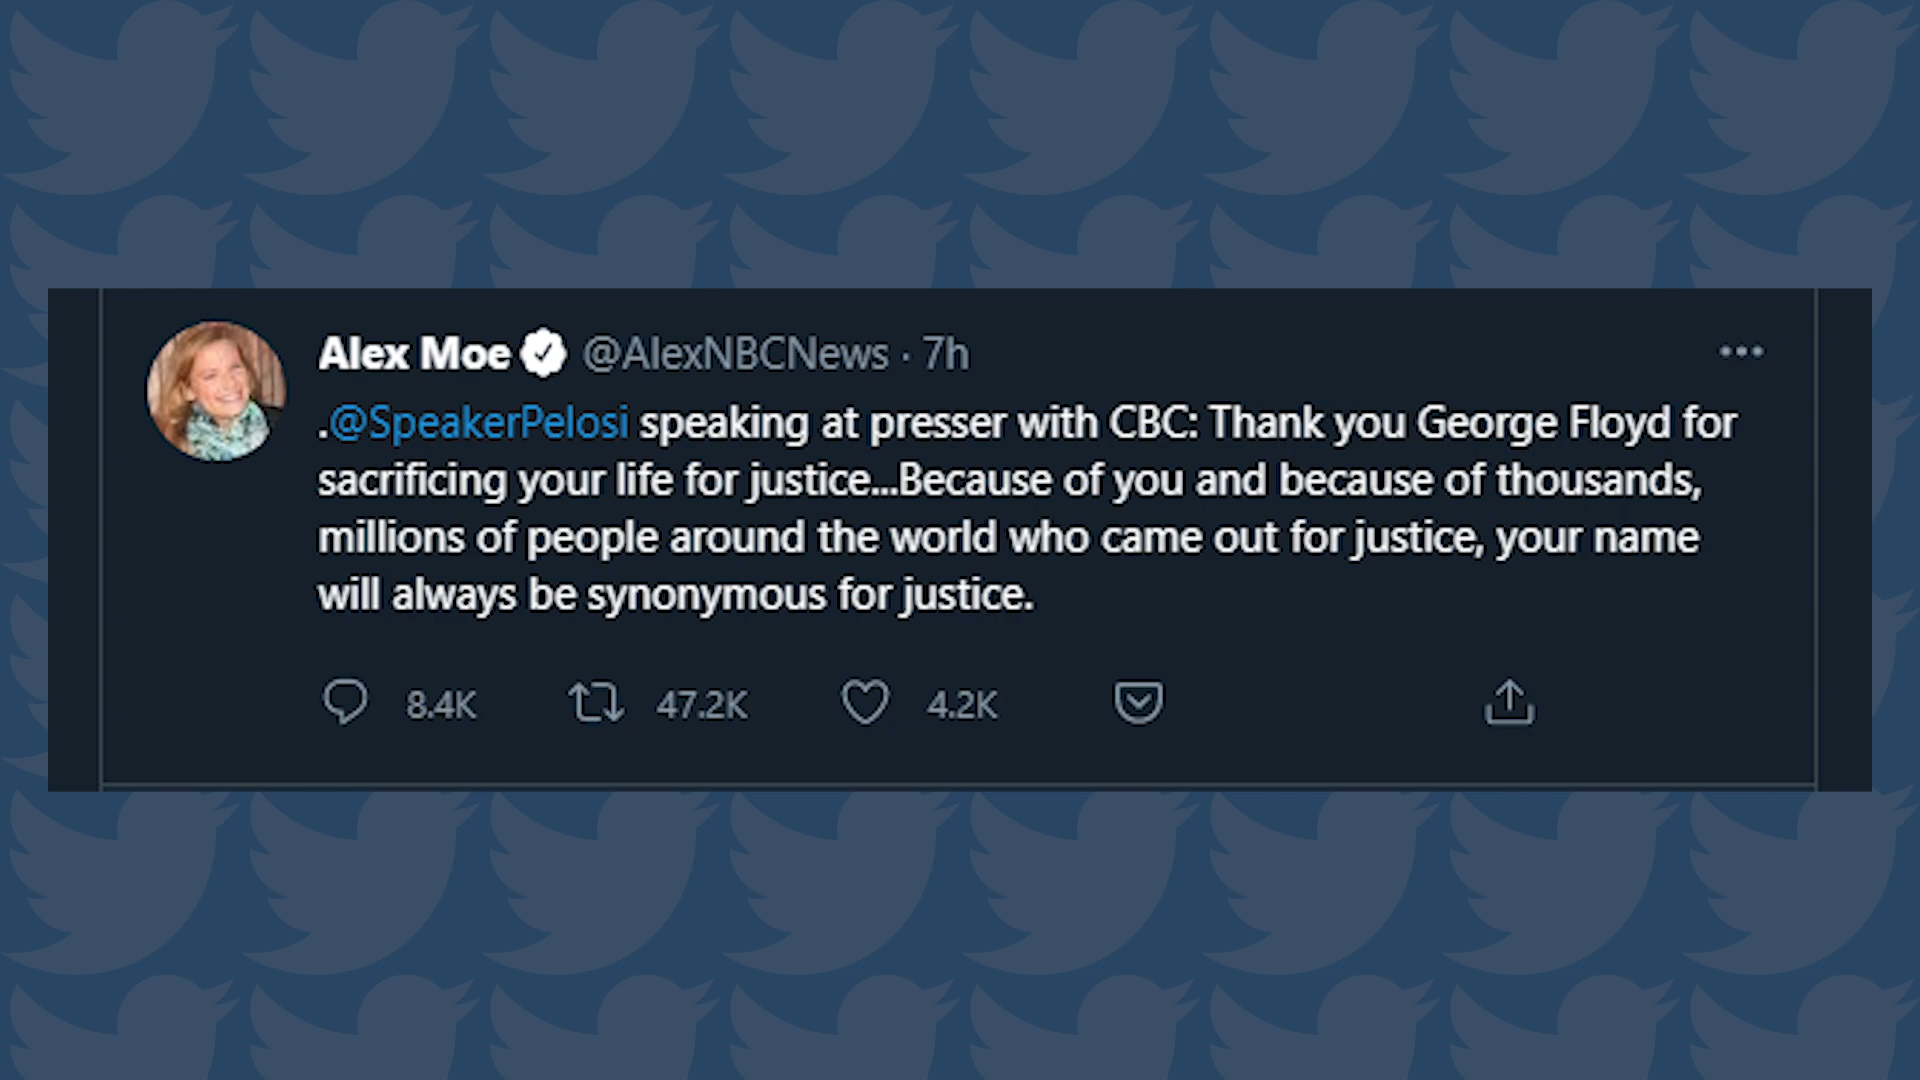 Alex Moe @AlexNBCNews · 7h
.@SpeakerPelosi speaking at presser with CBC: Thank you George Floyd for
sacrificing your life for justice...Because of you and because of thousands,
millions of people around the world who came out for justice, your name
will always be synonymous for justice.
8.4K 47.2K 4.2K